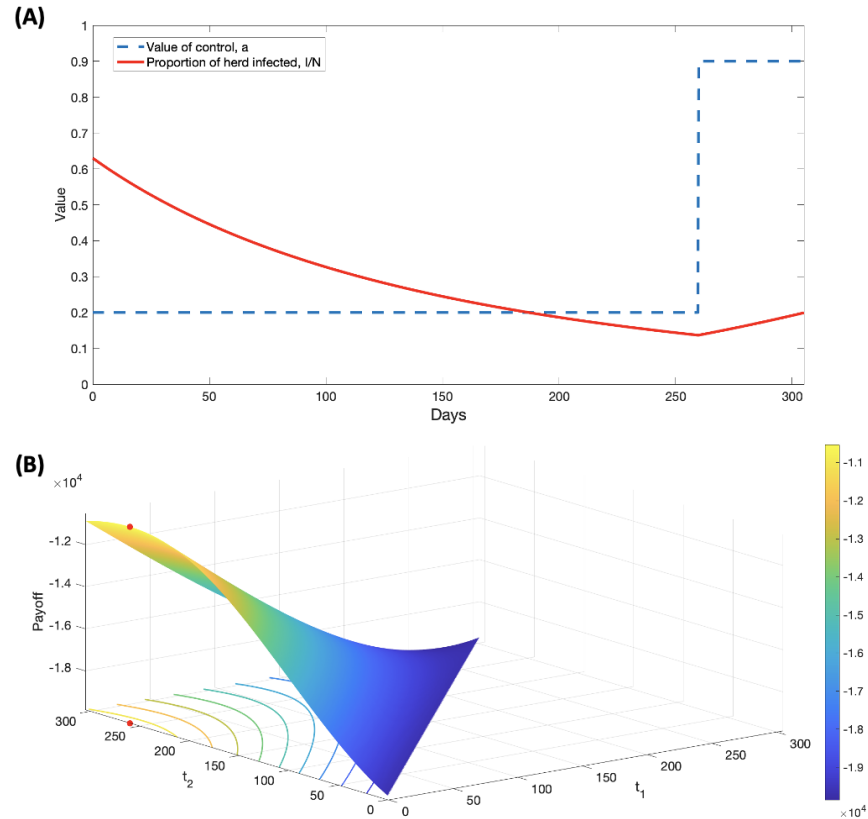 (A)
1
0.9
0.8
0.7
0.6
0.5
0.4
0.3
0.2
0.1
0
Value
Value of control, a
Proportion of herd infected, I/N
0 50 100 150 200 250 300
Days
(B)
×10⁴
-1.2
-1.4
-1.6
-1.8
Payoff
300 250 200 150 100 50 0
t₂
0 50 100 150 200 250 300
t₁
-1.1
-1.2
-1.3
-1.4
-1.5
-1.6
-1.7
-1.8
-1.9
×10⁴